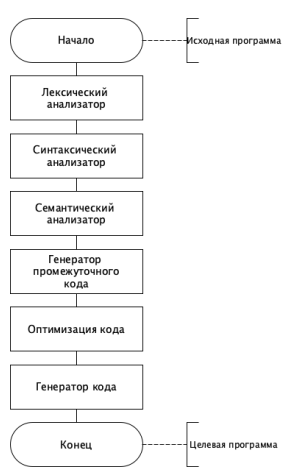 Начало
Исходная программа
Лексический
анализатор
Синтаксический
анализатор
Семантический
анализатор
Генератор
промежуточного
кода
Оптимизация кода
Генератор кода
Конец
Целевая программа